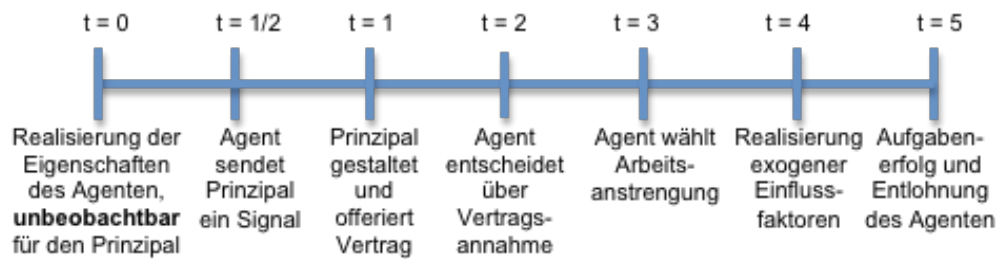 t = 0
t = 1/2
t = 1
t = 2
t = 3
t = 4
t = 5
Realisierung der
Eigenschaften
des Agenten,
unbeobachtbar
für den Prinzipal
Agent
sendet
Prinzipal
ein Signal
Prinzipal
gestaltet
und
offeriert
Vertrag
Agent
entscheidet
über
Vertrags-
annahme
Agent wählt
Arbeits-
anstrengung
Realisierung
exogener
Einfluss-
faktoren
Aufgaben-
erfolg und
Entlohnung
des Agenten